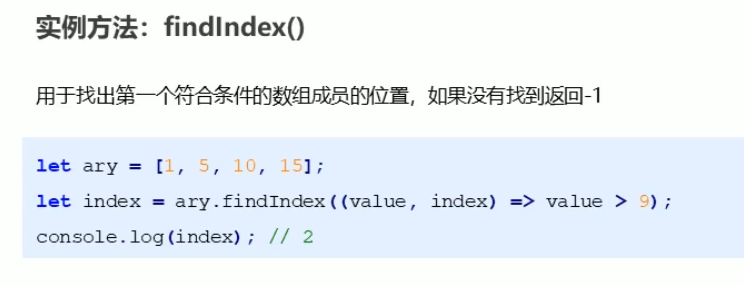 实例方法：findIndex()
用于找出第一个符合条件的数组成员的位置，如果没有找到返回-1
let ary = [1, 5, 10, 15];
let index = ary.findIndex((value, index) => value > 9);
console.log(index); // 2